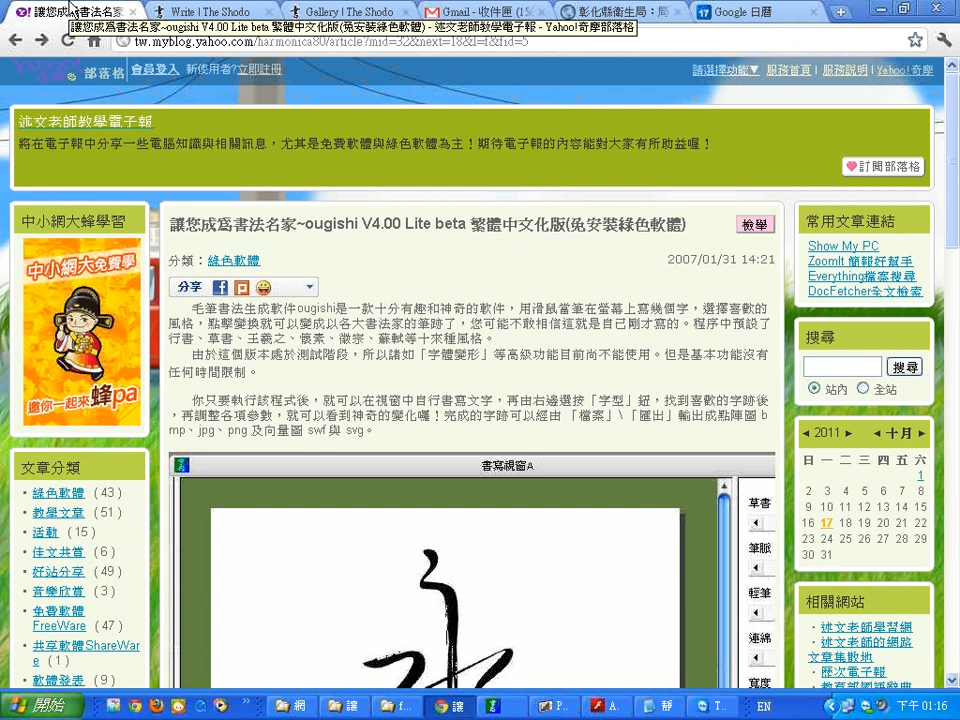 讓您成為書法名家
Write | The Shodo
Gallery | The Shodo
Gmail - 收件匣 (15
彰化縣衛生局：局
Google 日曆
讓您成為書法名家~ougishi V4.00 Lite beta 繁體中文化版(免安裝綠色軟體) - 述文老師教學電子報 - Yahoo!奇摩部落格
tw.myblog.yahoo.com/harmonica80/article?mid=32&next=18&l=f&fid=5
部落格
會員登入 新使用者?立即註冊
請選擇功能▼ 服務首頁 | 服務說明 | Yahoo!奇摩
述文老師教學電子報
將在電子報中分享一些電腦知識與相關訊息，尤其是免費軟體與綠色軟體為主！期待電子報的內容能對大家有所助益喔！
訂閱部落格
中小網大蜂學習
中小網大免費學
邀你一起來蜂pa
文章分類
綠色軟體 ( 43 )
教學文章 ( 51 )
活動 ( 15 )
佳文共賞 ( 6 )
好站分享 ( 49 )
音樂欣賞 ( 3 )
免費軟體
FreeWare ( 47 )
共享軟體ShareWar
e ( 1 )
軟體發表 ( 9 )
讓您成為書法名家~ougishi V4.00 Lite beta 繁體中文化版(免安裝綠色軟體)
檢舉
分類：綠色軟體
2007/01/31 14:21
分享
毛筆書法生成軟件ougishi是一款十分有趣和神奇的軟件，用滑鼠當筆在螢幕上寫幾個字，選擇喜歡的
風格，點擊變換就可以變成以各大書法家的筆跡了，您可能不敢相信這就是自己剛才寫的。程序中預設了
行書、草書、王羲之、懷素、徽宗、蘇軾等十來種風格。
由於這個版本處於測試階段，所以諸如「字體變形」等高級功能目前尚不能使用。但是基本功能沒有
任何時間限制。
你只要執行該程式後，就可以在視窗中自行書寫文字，再由右邊選按「字型」鈕，找到喜歡的字跡後
，再調整各項參數，就可以看到神奇的變化囉！完成的字跡可以經由 「檔案」\「匯出」輸出成點陣圖 b
mp、jpg、png 及向量圖 swf 與 svg。
書寫視窗A
草書
筆脈
輕筆
連綿
寬度
永
常用文章連結
Show My PC
ZoomIt 簡報好幫手
Everything檔案搜尋
DocFetcher全文檢索
搜尋
搜尋
站內 全站
◄ 2011 ► ◄ 十月 ►
日 一 二 三 四 五 六
1
2 3 4 5 6 7 8
9 10 11 12 13 14 15
16 17 18 19 20 21 22
23 24 25 26 27 28 29
30 31
相關網站
述文老師學習網
述文老師的網路
文章集散地
歷次電子報
教育部國語辭典
開始
網
讓
f...
讓
P..
A.
靜
T..
EN
下午 01:16